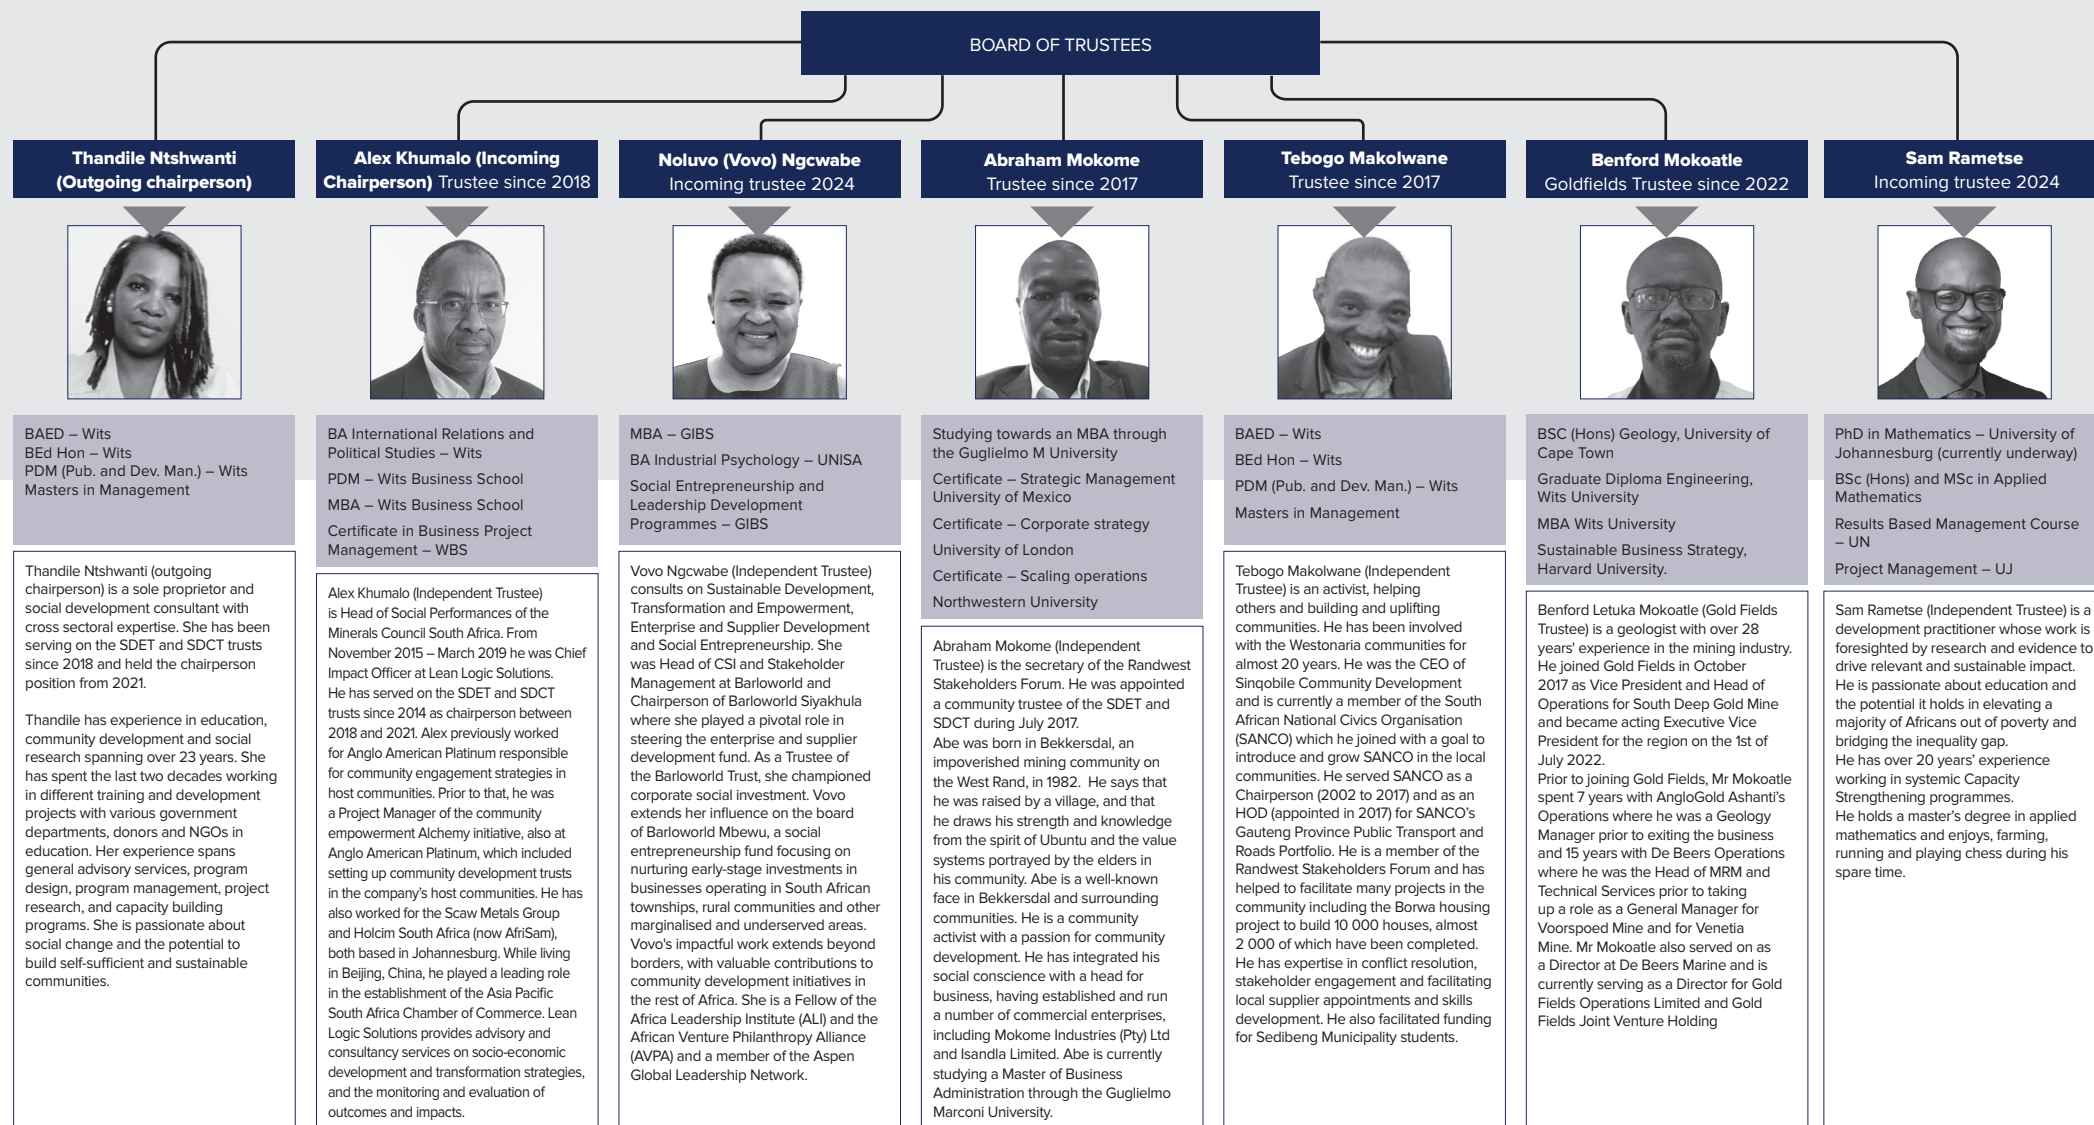 BOARD OF TRUSTEES
Thandile Ntshwanti
(Outgoing chairperson)
BAED – Wits
BEd Hon – Wits
PDM (Pub. and Dev. Man.) – Wits
Masters in Management
Thandile Ntshwanti (outgoing
chairperson) is a sole proprietor and
social development consultant with
cross sectoral expertise. She has been
serving on the SDET and SDCT trusts
since 2018 and held the chairperson
position from 2021.
Thandile has experience in education,
community development and social
research spanning over 23 years. She
has spent the last two decades working
in different training and development
projects with various government
departments, donors and NGOs in
education. Her experience spans
general advisory services, program
design, program management, project
research, and capacity building
programs. She is passionate about
social change and the potential to
build self-sufficient and sustainable
communities.
Alex Khumalo (Incoming
Chairperson) Trustee since 2018
BA International Relations and
Political Studies – Wits
PDM – Wits Business School
MBA – Wits Business School
Certificate in Business Project
Management – WBS
Alex Khumalo (Independent Trustee)
is Head of Social Performances of the
Minerals Council South Africa. From
November 2015 – March 2019 he was Chief
Impact Officer at Lean Logic Solutions.
He has served on the SDET and SDCT
trusts since 2014 as chairperson between
2018 and 2021. Alex previously worked
for Anglo American Platinum responsible
for community engagement strategies in
host communities. Prior to that, he was
a Project Manager of the community
empowerment Alchemy initiative, also at
Anglo American Platinum, which included
setting up community development trusts
in the company's host communities. He has
also worked for the Scaw Metals Group
and Holcim South Africa (now AfriSam),
both based in Johannesburg. While living
in Beijing, China, he played a leading role
in the establishment of the Asia Pacific
South Africa Chamber of Commerce. Lean
Logic Solutions provides advisory and
consultancy services on socio-economic
development and transformation strategies,
and the monitoring and evaluation of
outcomes and impacts.
Noluvo (Vovo) Ngcwabe
Incoming trustee 2024
MBA – GIBS
BA Industrial Psychology – UNISA
Social Entrepreneurship and
Leadership Development
Programmes – GIBS
Vovo Ngcwabe (Independent Trustee)
consults on Sustainable Development,
Transformation and Empowerment,
Enterprise and Supplier Development
and Social Entrepreneurship. She
was Head of CSI and Stakeholder
Management at Barloworld and
Chairperson of Barloworld Siyakhula
where she played a pivotal role in
steering the enterprise and supplier
development fund. As a Trustee of
the Barloworld Trust, she championed
corporate social investment. Vovo
extends her influence on the board
of Barloworld Mbewu, a social
entrepreneurship fund focusing on
nurturing early-stage investments in
businesses operating in South African
townships, rural communities and other
marginalised and underserved areas.
Vovo's impactful work extends beyond
borders, with valuable contributions to
community development initiatives in
the rest of Africa. She is a Fellow of the
Africa Leadership Institute (ALI) and the
African Venture Philanthropy Alliance
(AVPA) and a member of the Aspen
Global Leadership Network.
Abraham Mokome
Trustee since 2017
Studying towards an MBA through
the Guglielmo M University
Certificate – Strategic Management
University of Mexico
Certificate – Corporate strategy
University of London
Certificate – Scaling operations
Northwestern University
Abraham Mokome (Independent
Trustee) is the secretary of the Randwest
Stakeholders Forum. He was appointed
a community trustee of the SDET and
SDCT during July 2017.
Abe was born in Bekkersdal, an
impoverished mining community on
the West Rand, in 1982. He says that
he was raised by a village, and that
he draws his strength and knowledge
from the spirit of Ubuntu and the value
systems portrayed by the elders in
his community. Abe is a well-known
face in Bekkersdal and surrounding
communities. He is a community
activist with a passion for community
development. He has integrated his
social conscience with a head for
business, having established and run
a number of commercial enterprises,
including Mokome Industries (Pty) Ltd
and Isandla Limited. Abe is currently
studying a Master of Business
Administration through the Guglielmo
Marconi University.
Tebogo Makolwane
Trustee since 2017
BAED – Wits
BEd Hon – Wits
PDM (Pub. and Dev. Man.) – Wits
Masters in Management
Tebogo Makolwane (Independent
Trustee) is an activist, helping
others and building and uplifting
communities. He has been involved
with the Westonaria communities for
almost 20 years. He was the CEO of
Sinqobile Community Development
and is currently a member of the South
African National Civics Organisation
(SANCO) which he joined with a goal to
introduce and grow SANCO in the local
communities. He served SANCO as a
Chairperson (2002 to 2017) and as an
HOD (appointed in 2017) for SANCO's
Gauteng Province Public Transport and
Roads Portfolio. He is a member of the
Randwest Stakeholders Forum and has
helped to facilitate many projects in the
community including the Borwa housing
project to build 10 000 houses, almost
2 000 of which have been completed.
He has expertise in conflict resolution,
stakeholder engagement and facilitating
local supplier appointments and skills
development. He also facilitated funding
for Sedibeng Municipality students.
Benford Mokoatle
Goldfields Trustee since 2022
BSC (Hons) Geology, University of
Cape Town
Graduate Diploma Engineering,
Wits University
MBA Wits University
Sustainable Business Strategy,
Harvard University.
Benford Letuka Mokoatle (Gold Fields
Trustee) is a geologist with over 28
years' experience in the mining industry.
He joined Gold Fields in October
2017 as Vice President and Head of
Operations for South Deep Gold Mine
and became acting Executive Vice
President for the region on the 1st of
July 2022.
Prior to joining Gold Fields, Mr Mokoatle
spent 7 years with AngloGold Ashanti's
Operations where he was a Geology
Manager prior to exiting the business
and 15 years with De Beers Operations
where he was the Head of MRM and
Technical Services prior to taking
up a role as a General Manager for
Voorspoed Mine and for Venetia
Mine. Mr Mokoatle also served on as
a Director at De Beers Marine and is
currently serving as a Director for Gold
Fields Operations Limited and Gold
Fields Joint Venture Holding
Sam Rametse
Incoming trustee 2024
PhD in Mathematics – University of
Johannesburg (currently underway)
BSc (Hons) and MSc in Applied
Mathematics
Results Based Management Course
– UN
Project Management – UJ
Sam Rametse (Independent Trustee) is a
development practitioner whose work is
foresighted by research and evidence to
drive relevant and sustainable impact.
He is passionate about education and
the potential it holds in elevating a
majority of Africans out of poverty and
bridging the inequality gap.
He has over 20 years' experience
working in systemic Capacity
Strengthening programmes.
He holds a master's degree in applied
mathematics and enjoys, farming,
running and playing chess during his
spare time.